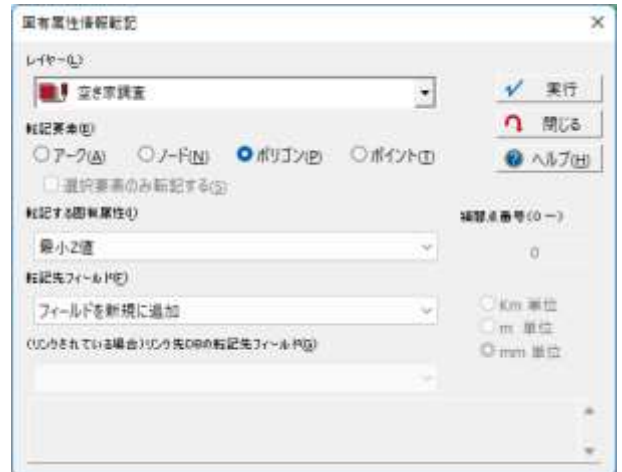 固有属性情報転記
レイヤー(L)
空き家調査
実行
閉じる
ヘルプ(H)
転記要素(E)
アーク(A) ノード(N) ポリゴン(P) ポイント(T)
選択要素のみ転記する(S)
転記する固有属性(I)
最小Z値
補間点番号(0 ー)
0
転記先フィールド(F)
フィールドを新規に追加
Km 単位
m 単位
mm 単位
(リンクされている場合)リンク先DBの転記先フィールド(G)